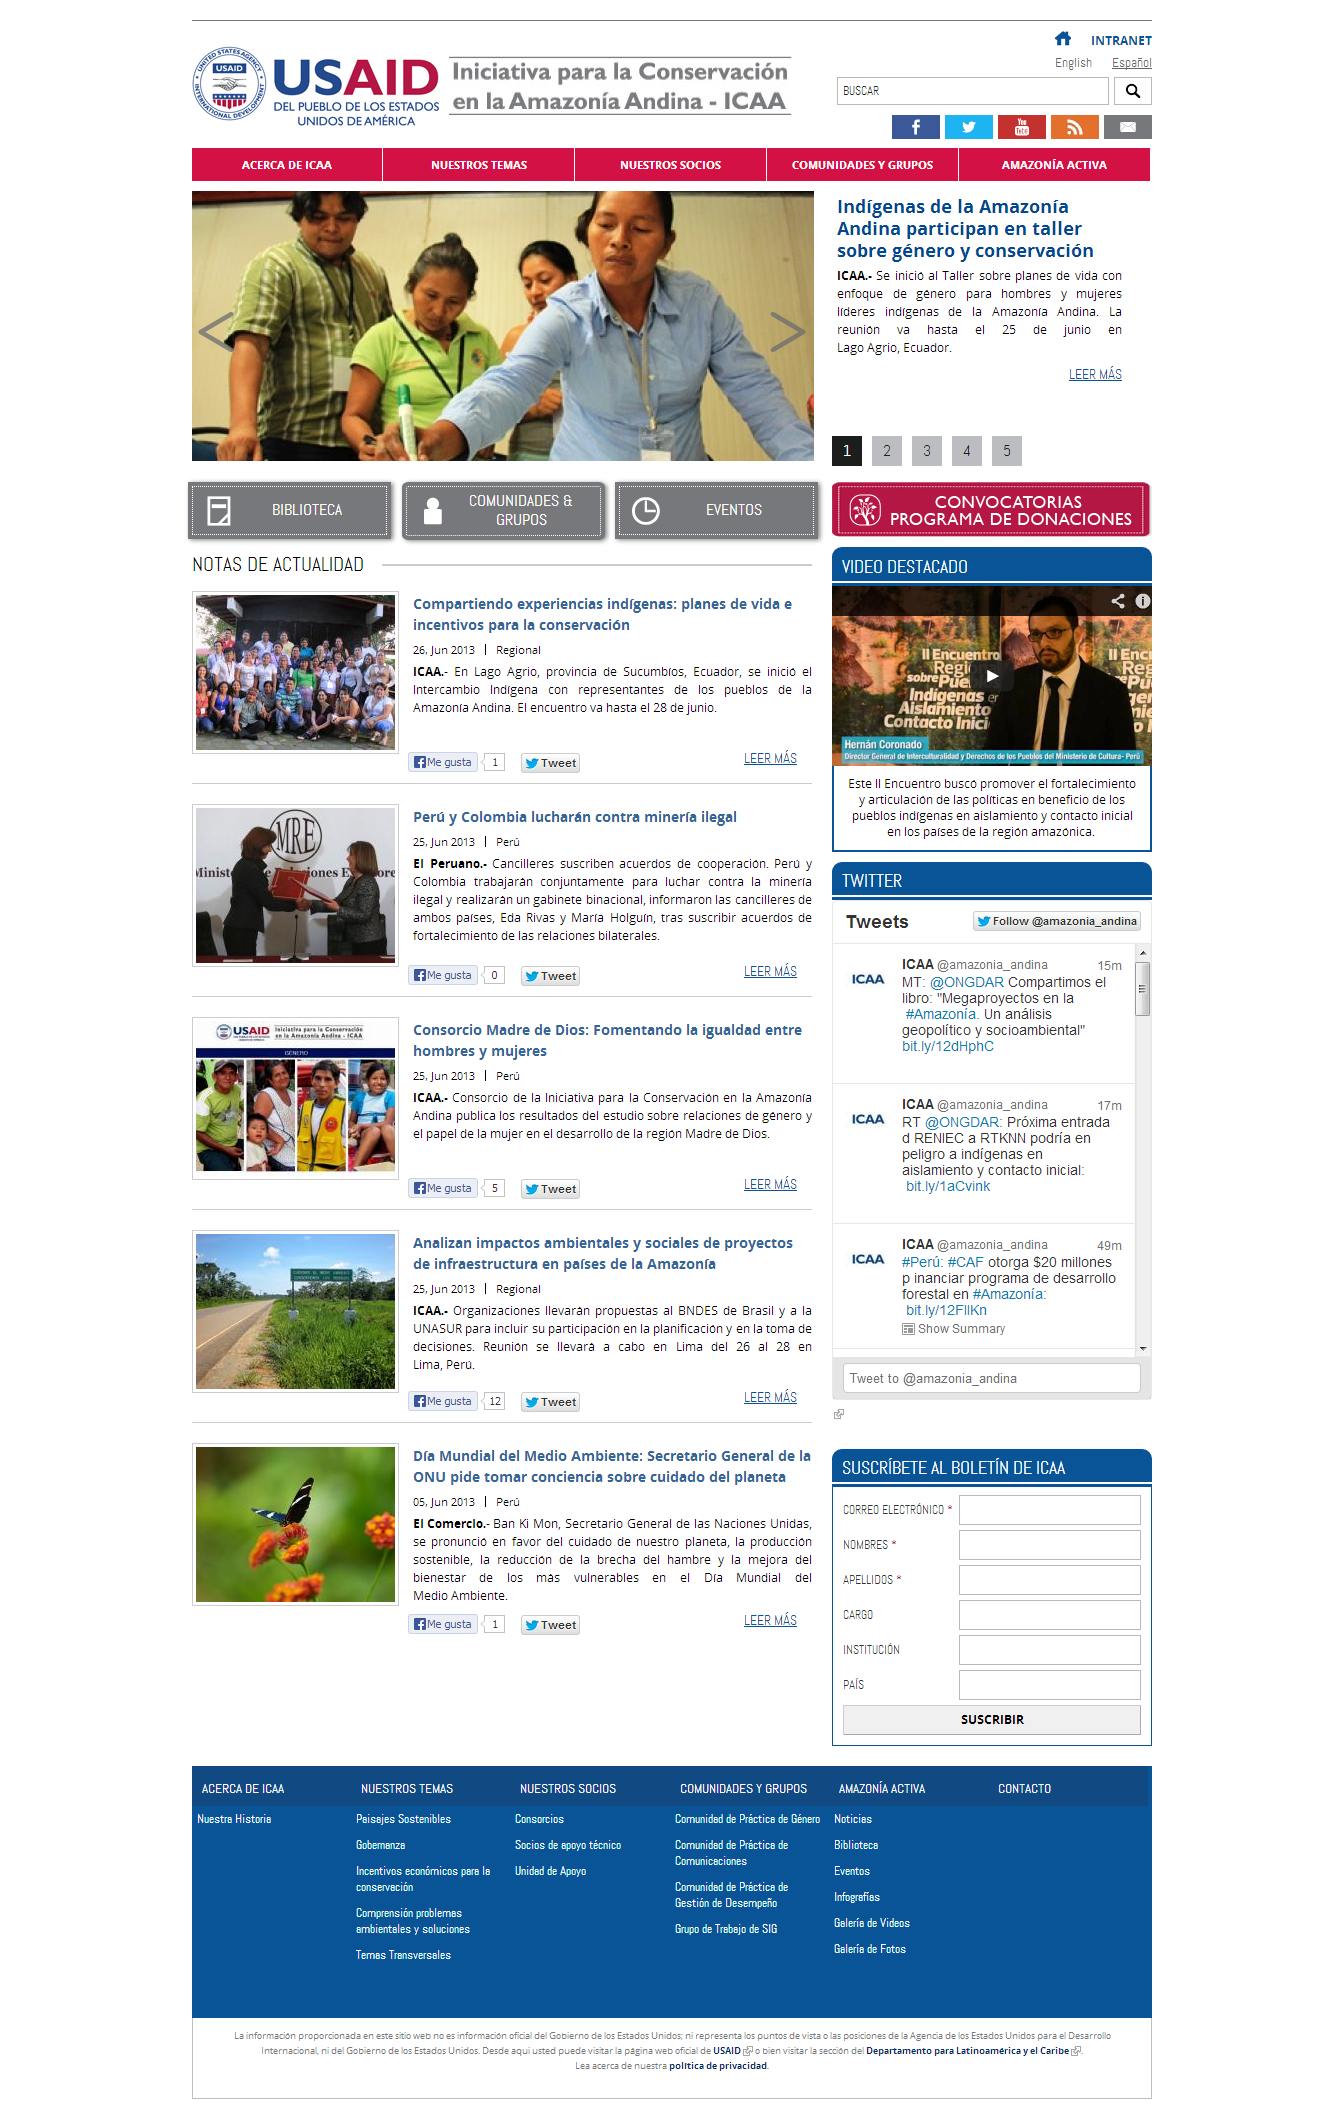 INTRANET
English Español
USAID
USAID
DEL PUEBLO DE LOS ESTADOS
UNIDOS DE AMÉRICA
Iniciativa para la Conservación
en la Amazonía Andina - ICAA
BUSCAR
ACERCA DE ICAA
NUESTROS TEMAS
NUESTROS SOCIOS
COMUNIDADES Y GRUPOS
AMAZONÍA ACTIVA
Indígenas de la Amazonía
Andina participan en taller
sobre género y conservación
ICAA.- Se inició al Taller sobre planes de vida con
enfoque de género para hombres y mujeres
líderes indígenas de la Amazonía Andina. La
reunión va hasta el 25 de junio en
Lago Agrio, Ecuador.
LEER MÁS
1 2 3 4 5
BIBLIOTECA
COMUNIDADES &
GRUPOS
EVENTOS
CONVOCATORIAS
PROGRAMA DE DONACIONES
NOTAS DE ACTUALIDAD
Compartiendo experiencias indígenas: planes de vida e
incentivos para la conservación
26, Jun 2013 | Regional
ICAA.- En Lago Agrio, provincia de Sucumbíos, Ecuador, se inició el
Intercambio Indígena con representantes de los pueblos de la
Amazonía Andina. El encuentro va hasta el 28 de junio.
Me gusta 1 Tweet LEER MÁS
MRE
Perú y Colombia lucharán contra minería ilegal
25, Jun 2013 | Perú
El Peruano.- Cancilleres suscriben acuerdos de cooperación. Perú y
Colombia trabajarán conjuntamente para luchar contra la minería
ilegal y realizarán un gabinete binacional, informaron las cancilleres de
ambos países, Eda Rivas y María Holguín, tras suscribir acuerdos de
fortalecimiento de las relaciones bilaterales.
Me gusta 0 Tweet LEER MÁS
USAID Iniciativa para la Conservación
en la Amazonía Andina - ICAA
GÉNERO
Consorcio Madre de Dios: Fomentando la igualdad entre
hombres y mujeres
25, Jun 2013 | Perú
ICAA.- Consorcio de la Iniciativa para la Conservación en la Amazonía
Andina publica los resultados del estudio sobre relaciones de género y
el papel de la mujer en el desarrollo de la región Madre de Dios.
Me gusta 5 Tweet LEER MÁS
Analizan impactos ambientales y sociales de proyectos
de infraestructura en países de la Amazonía
25, Jun 2013 | Regional
ICAA.- Organizaciones llevarán propuestas al BNDES de Brasil y a la
UNASUR para incluir su participación en la planificación y en la toma de
decisiones. Reunión se llevará a cabo en Lima del 26 al 28 en
Lima, Perú.
Me gusta 12 Tweet LEER MÁS
Día Mundial del Medio Ambiente: Secretario General de la
ONU pide tomar conciencia sobre cuidado del planeta
05, Jun 2013 | Perú
El Comercio.- Ban Ki Mon, Secretario General de las Naciones Unidas,
se pronunció en favor del cuidado de nuestro planeta, la producción
sostenible, la reducción de la brecha del hambre y la mejora del
bienestar de los más vulnerables en el Día Mundial del
Medio Ambiente.
Me gusta 1 Tweet LEER MÁS
VIDEO DESTACADO
II Encuentro
Hernán Coronado
Director General de Interculturalidad y Derechos de los Pueblos del Ministerio de Cultura- Perú
Este II Encuentro buscó promover el fortalecimiento
y articulación de las políticas en beneficio de los
pueblos indígenas en aislamiento y contacto inicial
en los países de la región amazónica.
TWITTER
Tweets Follow @amazonia_andina
ICAA ICAA @amazonia_andina 15m
MT: @ONGDAR Compartimos el
libro: "Megaproyectos en la
#Amazonía. Un análisis
geopolítico y socioambiental"
bit.ly/12dHphC
ICAA ICAA @amazonia_andina 17m
RT @ONGDAR: Próxima entrada
d RENIEC a RTKNN podría en
peligro a indígenas en
aislamiento y contacto inicial:
bit.ly/1aCvink
ICAA ICAA @amazonia_andina 49m
#Perú: #CAF otorga $20 millones
p inanciar programa de desarrollo
forestal en #Amazonía:
bit.ly/12FIlKn
Show Summary
Tweet to @amazonia_andina
SUSCRÍBETE AL BOLETÍN DE ICAA
CORREO ELECTRÓNICO *
NOMBRES *
APELLIDOS *
CARGO
INSTITUCIÓN
PAÍS
SUSCRIBIR
ACERCA DE ICAA
Nuestra Historia
NUESTROS TEMAS
Paisajes Sostenibles
Gobernanza
Incentivos económicos para la
conservación
Comprensión problemas
ambientales y soluciones
Temas Transversales
NUESTROS SOCIOS
Consorcios
Socios de apoyo técnico
Unidad de Apoyo
COMUNIDADES Y GRUPOS
Comunidad de Práctica de Género
Comunidad de Práctica de
Comunicaciones
Comunidad de Práctica de
Gestión de Desempeño
Grupo de Trabajo de SIG
AMAZONÍA ACTIVA
Noticias
Biblioteca
Eventos
Infografías
Galería de Videos
Galería de Fotos
CONTACTO
La información proporcionada en este sitio web no es información oficial del Gobierno de los Estados Unidos; ni representa los puntos de vista o las posiciones de la Agencia de los Estados Unidos para el Desarrollo
Internacional, ni del Gobierno de los Estados Unidos. Desde aqui usted puede visitar la página web oficial de USAID o bien visitar la sección del Departamento para Latinoamérica y el Caribe.
Lea acerca de nuestra política de privacidad.